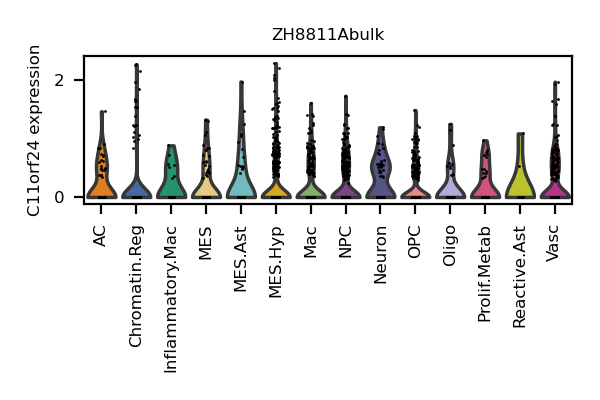 ZH8811Abulk
C11orf24 expression
2
0
AC
Chromatin.Reg
Inflammatory.Mac
MES
MES.Ast
MES.Hyp
Mac
NPC
Neuron
OPC
Oligo
Prolif.Metab
Reactive.Ast
Vasc